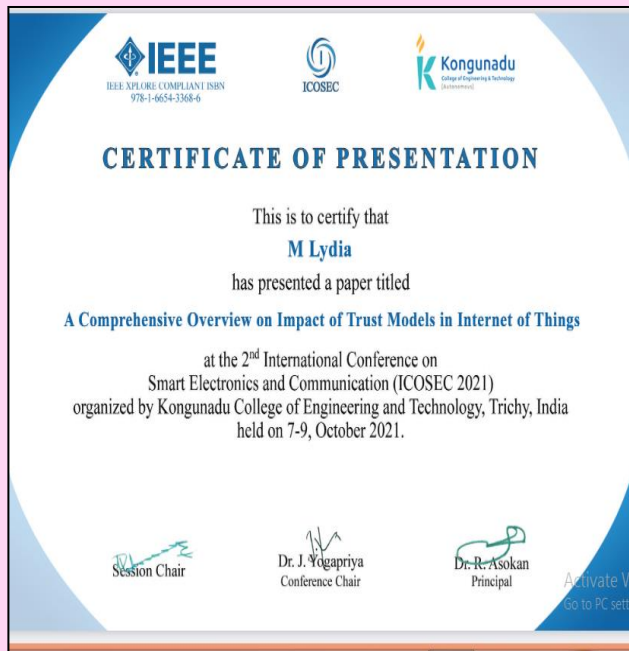 IEEE
IEEE XPLORE COMPLIANT ISBN
978-1-6654-3368-6
ICOSEC
Kongunadu
College of Engineering & Technology
(Autonomous)
CERTIFICATE OF PRESENTATION
This is to certify that
M Lydia
has presented a paper titled
A Comprehensive Overview on Impact of Trust Models in Internet of Things
at the 2nd International Conference on
Smart Electronics and Communication (ICOSEC 2021)
organized by Kongunadu College of Engineering and Technology, Trichy, India
held on 7-9, October 2021.
Session Chair
Dr. J. Yogapriya
Conference Chair
Dr. R. Asokan
Principal
Activate
Go to PC sett